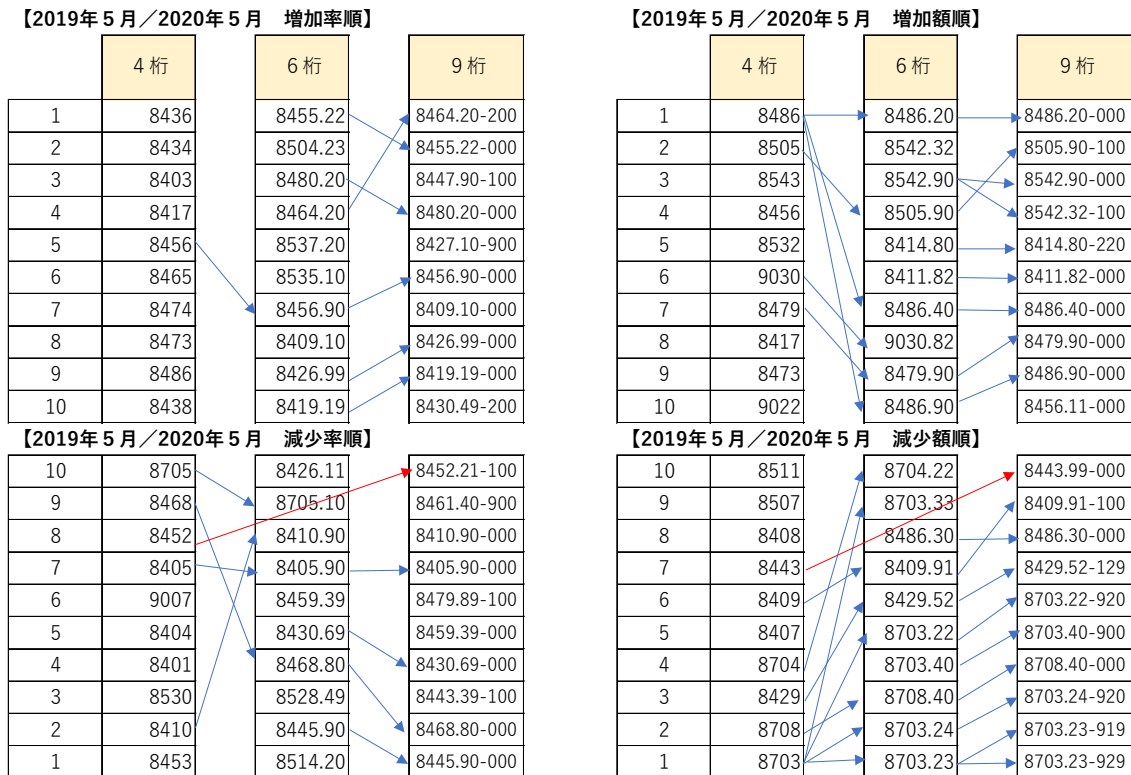 【2019年５月／2020年５月　増加率順】
４桁 ６桁 ９桁
1 8436 8455.22 8464.20-200
2 8434 8504.23 8455.22-000
3 8403 8480.20 8447.90-100
4 8417 8464.20 8480.20-000
5 8456 8537.20 8427.10-900
6 8465 8535.10 8456.90-000
7 8474 8456.90 8409.10-000
8 8473 8409.10 8426.99-000
9 8486 8426.99 8419.19-000
10 8438 8419.19 8430.49-200
【2019年５月／2020年５月　減少率順】
10 8705 8426.11 8452.21-100
9 8468 8705.10 8461.40-900
8 8452 8410.90 8410.90-000
7 8405 8405.90 8405.90-000
6 9007 8459.39 8479.89-100
5 8404 8430.69 8459.39-000
4 8401 8468.80 8430.69-000
3 8530 8528.49 8443.39-100
2 8410 8445.90 8468.80-000
1 8453 8514.20 8445.90-000
【2019年５月／2020年５月　増加額順】
４桁 ６桁 ９桁
1 8486 8486.20 8486.20-000
2 8505 8542.32 8505.90-100
3 8543 8542.90 8542.90-000
4 8456 8505.90 8542.32-100
5 8532 8414.80 8414.80-220
6 9030 8411.82 8411.82-000
7 8479 8486.40 8486.40-000
8 8417 9030.82 8479.90-000
9 8473 8479.90 8486.90-000
10 9022 8486.90 8456.11-000
【2019年５月／2020年５月　減少額順】
10 8511 8704.22 8443.99-000
9 8507 8703.33 8409.91-100
8 8408 8486.30 8486.30-000
7 8443 8409.91 8429.52-129
6 8409 8429.52 8703.22-920
5 8407 8703.22 8703.40-900
4 8704 8703.40 8708.40-000
3 8429 8708.40 8703.24-920
2 8708 8703.24 8703.23-919
1 8703 8703.23 8703.23-929